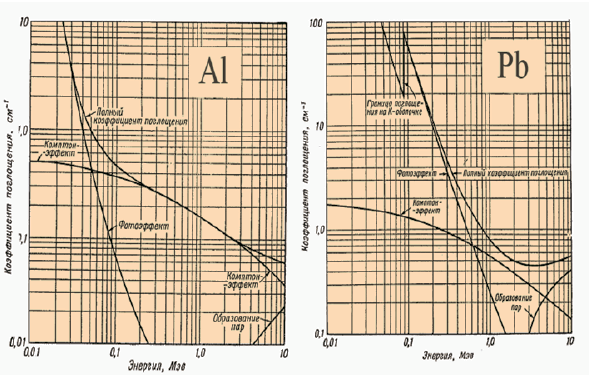 Al
Коэффициент поглощения, см⁻¹
10
1,0
1,1
0,01
0,01
0,1
1,0
10
Энергия, Мэв
Полный
коэффициент поглощения
Комптон-
-эффект
Фотоэффект
Комптон-
-эффект
Образование
пар
Pb
Коэффициент поглощения, см⁻¹
100
10
1,0
0,1
0,01
0,1
1,0
10
Энергия, Мэв
Граница поглоще-
ния на К-оболочке
Фотоэффект
Полный коэффициент поглощения
Комптон-
-эффект
Образование
пар